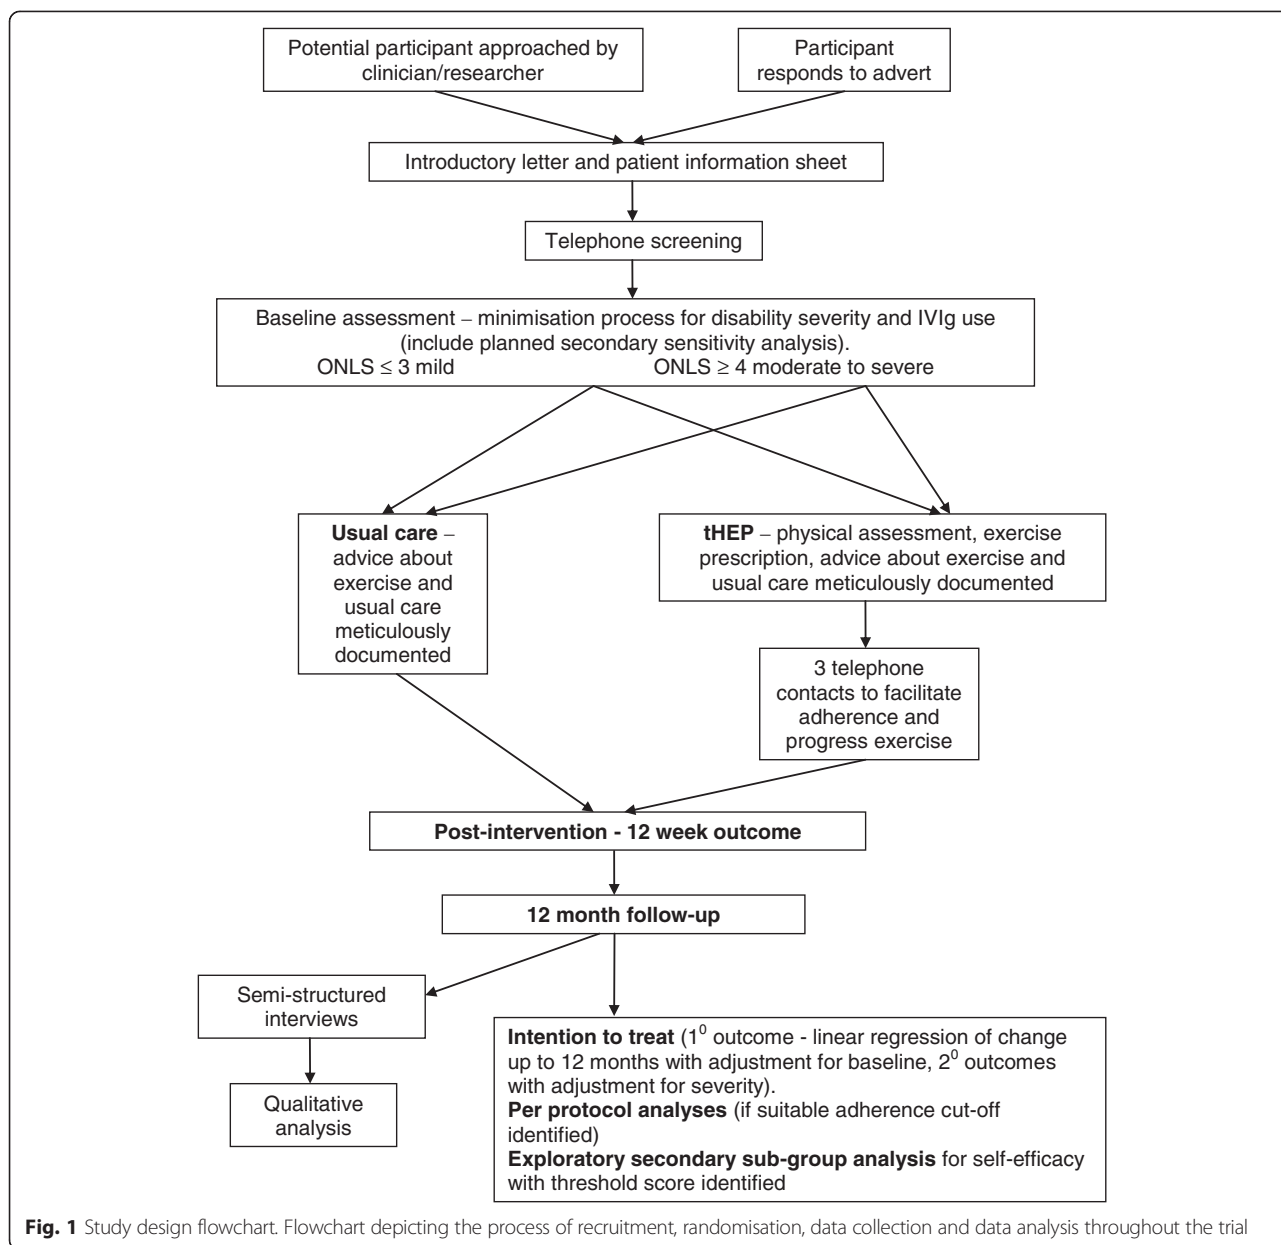 Potential participant approached by
clinician/researcher
Participant
responds to advert
Introductory letter and patient information sheet
Telephone screening
Baseline assessment – minimisation process for disability severity and IVIg use
(include planned secondary sensitivity analysis).
ONLS ≤ 3 mild
ONLS ≥ 4 moderate to severe
Usual care –
advice about
exercise and
usual care
meticulously
documented
tHEP – physical assessment, exercise
prescription, advice about exercise and
usual care meticulously documented
3 telephone
contacts to facilitate
adherence and
progress exercise
Post-intervention - 12 week outcome
12 month follow-up
Semi-structured
interviews
Qualitative
analysis
Intention to treat (1⁰ outcome - linear regression of change
up to 12 months with adjustment for baseline, 2⁰ outcomes
with adjustment for severity).
Per protocol analyses (if suitable adherence cut-off
identified)
Exploratory secondary sub-group analysis for self-efficacy
with threshold score identified
Fig. 1 Study design flowchart. Flowchart depicting the process of recruitment, randomisation, data collection and data analysis throughout the trial